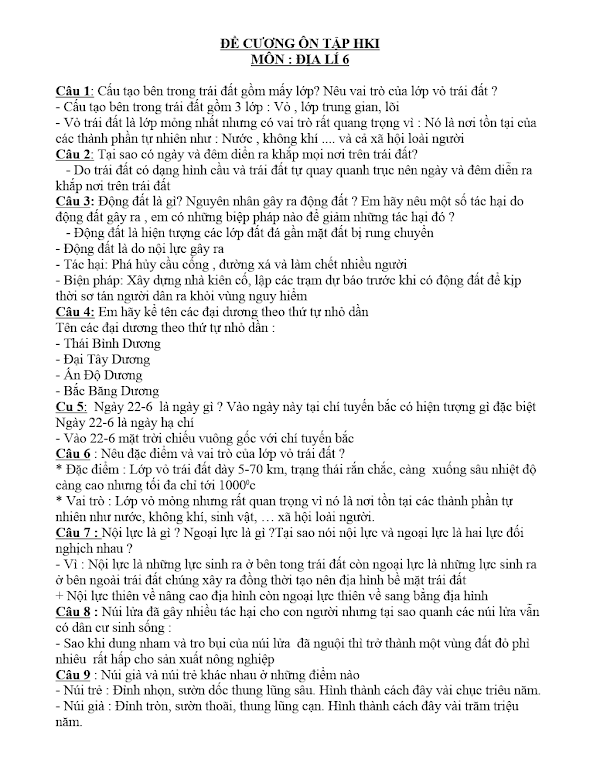 ĐỀ CƯƠNG ÔN TẬP HKI
MÔN : ĐỊA LÍ 6
Câu 1: Cấu tạo bên trong trái đất gồm mấy lớp? Nêu vai trò của lớp vỏ trái đất ?
- Cấu tạo bên trong trái đất gồm 3 lớp : Vỏ , lớp trung gian, lõi
- Vỏ trái đất là lớp mỏng nhất nhưng có vai trò rất quang trọng vì : Nó là nơi tồn tại của
các thành phần tự nhiên như : Nước , không khí .... và cả xã hội loài người
Câu 2: Tại sao có ngày và đêm diễn ra khắp mọi nơi trên trái đất?
- Do trái đất có dạng hình cầu và trái đất tự quay quanh trục nên ngày và đêm diễn ra
khắp nơi trên trái đất
Câu 3: Động đất là gì? Nguyên nhân gây ra động đất ? Em hãy nêu một số tác hại do
động đất gây ra , em có những biệp pháp nào để giảm những tác hại đó ?
- Động đất là hiện tượng các lớp đất đá gần mặt đất bị rung chuyển
- Động đất là do nội lực gây ra
- Tác hại: Phá hủy cầu cống , đường xá và làm chết nhiều người
- Biện pháp: Xây dựng nhà kiên cố, lập các trạm dự báo trước khi có động đất để kịp
thời sơ tán người dân ra khỏi vùng nguy hiểm
Câu 4: Em hãy kể tên các đại dương theo thứ tự nhỏ dần
Tên các đại dương theo thứ tự nhỏ dần :
- Thái Bình Dương
- Đại Tây Dương
- Ấn Độ Dương
- Bắc Băng Dương
Cu 5: Ngày 22-6 là ngày gì ? Vào ngày này tại chí tuyến bắc có hiện tượng gì đặc biệt
Ngày 22-6 là ngày hạ chí
- Vào 22-6 mặt trời chiếu vuông gốc với chí tuyến bắc
Câu 6 : Nêu đặc điểm và vai trò của lớp vỏ trái đất ?
* Đặc điểm : Lớp vỏ trái đất dày 5-70 km, trạng thái rắn chắc, càng xuống sâu nhiệt độ
càng cao nhưng tối đa chỉ tới 1000⁰c
* Vai trò : Lớp vỏ mỏng nhưng rất quan trọng vì nó là nơi tồn tại các thành phần tự
nhiên như nước, không khí, sinh vật, … xã hội loài người.
Câu 7 : Nội lực là gì ? Ngoại lực là gì ?Tại sao nói nội lực và ngoại lực là hai lực đối
nghịch nhau ?
- Vì : Nội lực là những lực sinh ra ở bên tong trái đất còn ngoại lực là những lực sinh ra
ở bên ngoài trái đất chúng xảy ra đồng thời tạo nên địa hình bề mặt trái đất
+ Nội lực thiên về nâng cao địa hình còn ngoại lực thiên về sang bằng địa hình
Câu 8 : Núi lửa đã gây nhiều tác hại cho con người nhưng tại sao quanh các núi lửa vẫn
có dân cư sinh sống :
- Sao khi dung nham và tro bụi của núi lửa đã nguội thì trở thành một vùng đất đỏ phì
nhiêu rất hấp cho sản xuất nông nghiệp
Câu 9 : Núi già và núi trẻ khác nhau ở những điểm nào
- Núi trẻ : Đỉnh nhọn, sườn dốc thung lũng sâu. Hình thành cách đây vài chục triêu năm.
- Núi già : Đỉnh tròn, sườn thoãi, thung lũng cạn. Hình thành cách đây vài trăm triệu
năm.